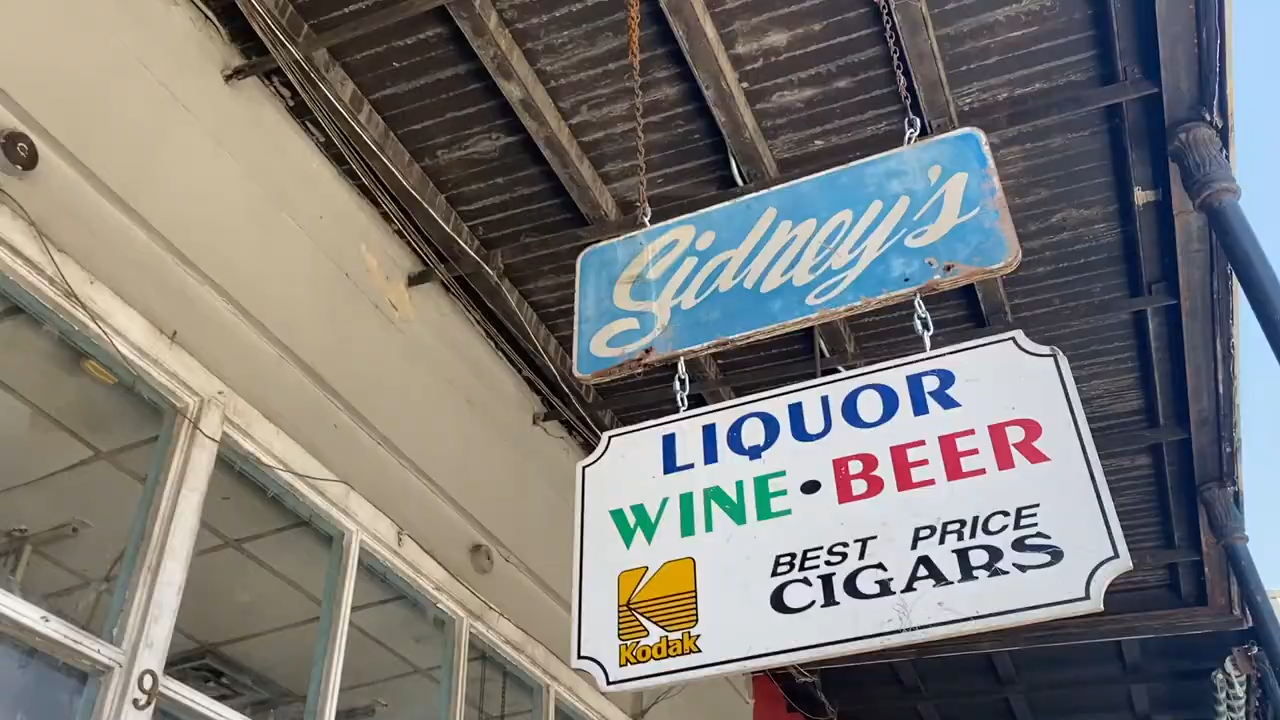 Sidney's
LIQUOR
WINE • BEER
BEST PRICE
CIGARS
Kodak
9